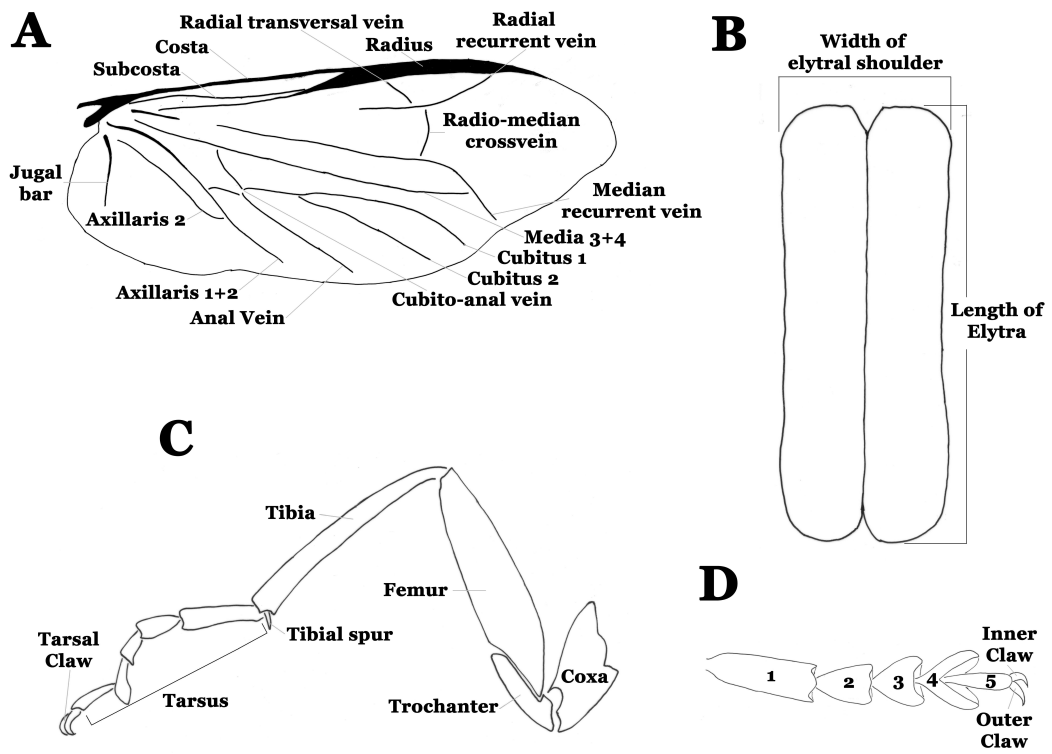 A
Radial transversal vein
Costa
Subcosta
Radius
Radial
recurrent vein
Radio-median
crossvein
Jugal
bar
Axillaris 2
Median
recurrent vein
Media 3+4
Cubitus 1
Cubitus 2
Cubito-anal vein
Axillaris 1+2
Anal Vein
B
Width of
elytral shoulder
Length of
Elytra
C
Tibia
Femur
Tibial spur
Tarsal
Claw
Tarsus
Trochanter
Coxa
D
1
2
3
4
5
Inner
Claw
Outer
Claw